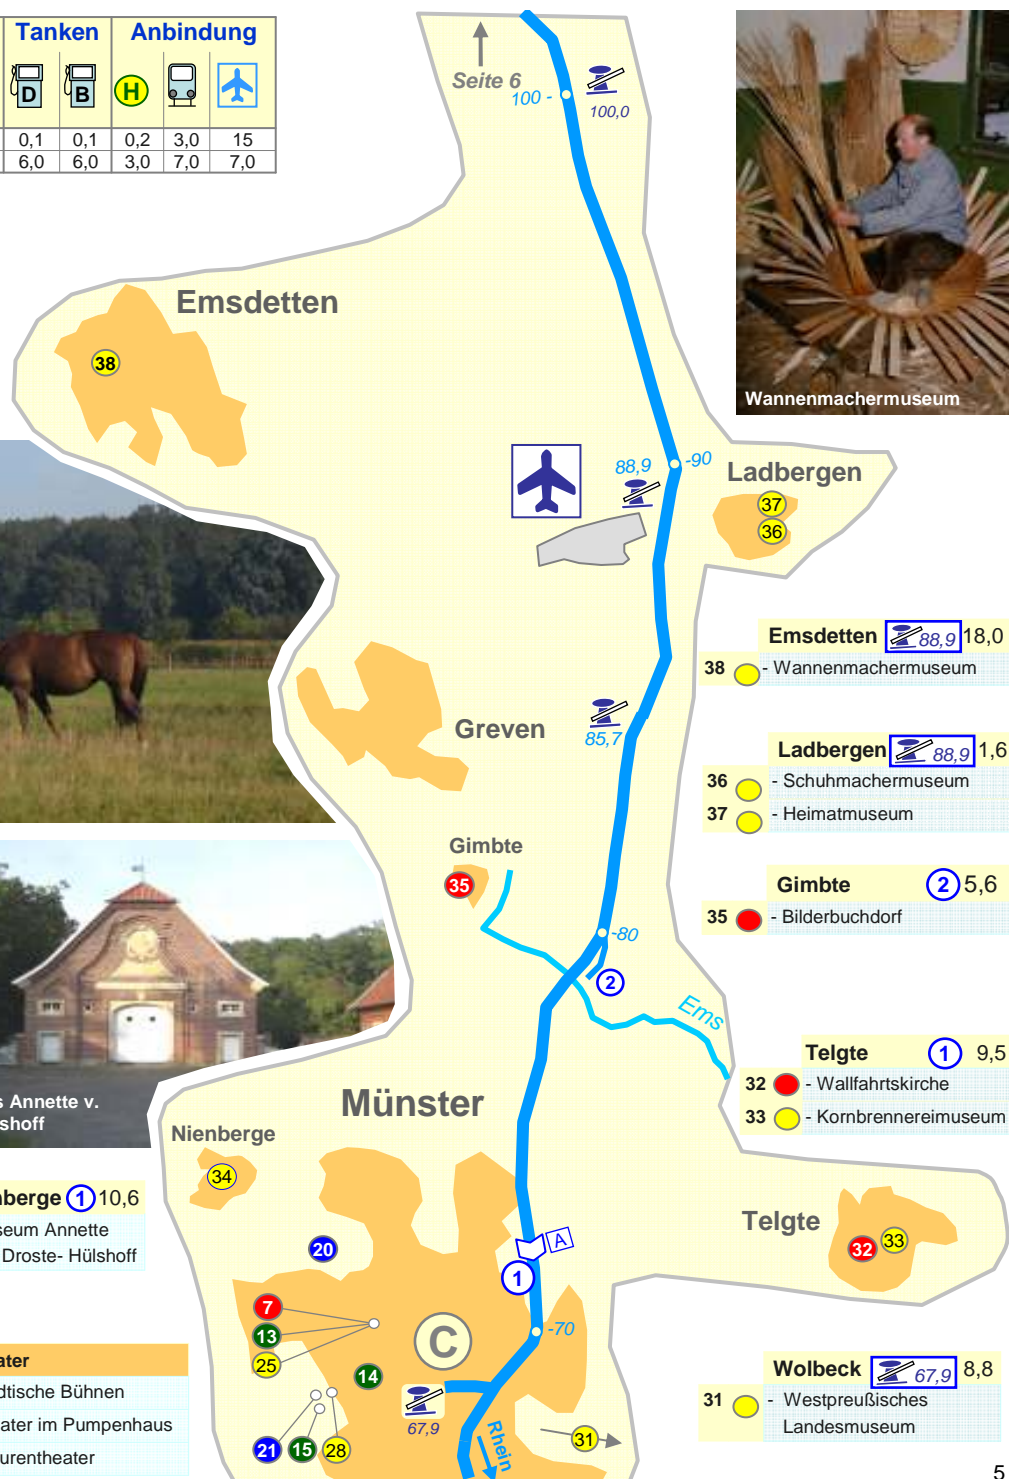 Tanken Anbindung
D B H
0,1 0,1 0,2 3,0 15
6,0 6,0 3,0 7,0 7,0
Seite 6
100 -
100,0
Wannenmachermuseum
Emsdetten
38
88,9
-90
Ladbergen
37
36
Emsdetten 88,9 18,0
38 - Wannenmachermuseum
Greven
85,7
Ladbergen 88,9 1,6
36 - Schuhmachermuseum
37 - Heimatmuseum
Gimbte
35
Gimbte 2 5,6
35 - Bilderbuchdorf
-80
2
Ems
Telgte 1 9,5
32 - Wallfahrtskirche
33 - Kornbrennereimuseum
s Annette v.
shoff
Münster
Nienberge
34
nberge 1 10,6
seum Annette
Droste- Hülshoff
Telgte
32 33
20
A
1
7
13
25
14
C
-70
67,9
Rhein
21 15 28
31
ater
dtische Bühnen
ater im Pumpenhaus
urentheater
Wolbeck 67,9 8,8
31 - Westpreußisches
Landesmuseum
5